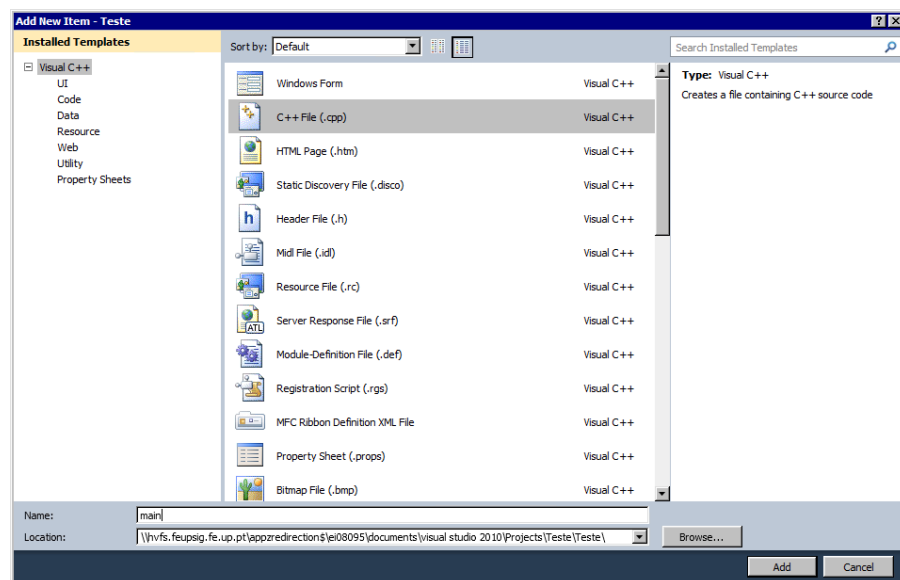 Add New Item - Teste
Installed Templates
Visual C++
UI
Code
Data
Resource
Web
Utility
Property Sheets
Sort by: Default
Search Installed Templates
Windows Form Visual C++
C++ File (.cpp) Visual C++
HTML Page (.htm) Visual C++
Static Discovery File (.disco) Visual C++
Header File (.h) Visual C++
Midl File (.idl) Visual C++
Resource File (.rc) Visual C++
ATL
Server Response File (.srf) Visual C++
Module-Definition File (.def) Visual C++
Registration Script (.rgs) Visual C++
MFC Ribbon Definition XML File Visual C++
Property Sheet (.props) Visual C++
Bitmap File (.bmp) Visual C++
Type: Visual C++
Creates a file containing C++ source code
Name: main
Location: \\hvfs.feupsig.fe.up.pt\appzredirection$\ei08095\documents\visual studio 2010\Projects\Teste\Teste\
Browse...
Add Cancel